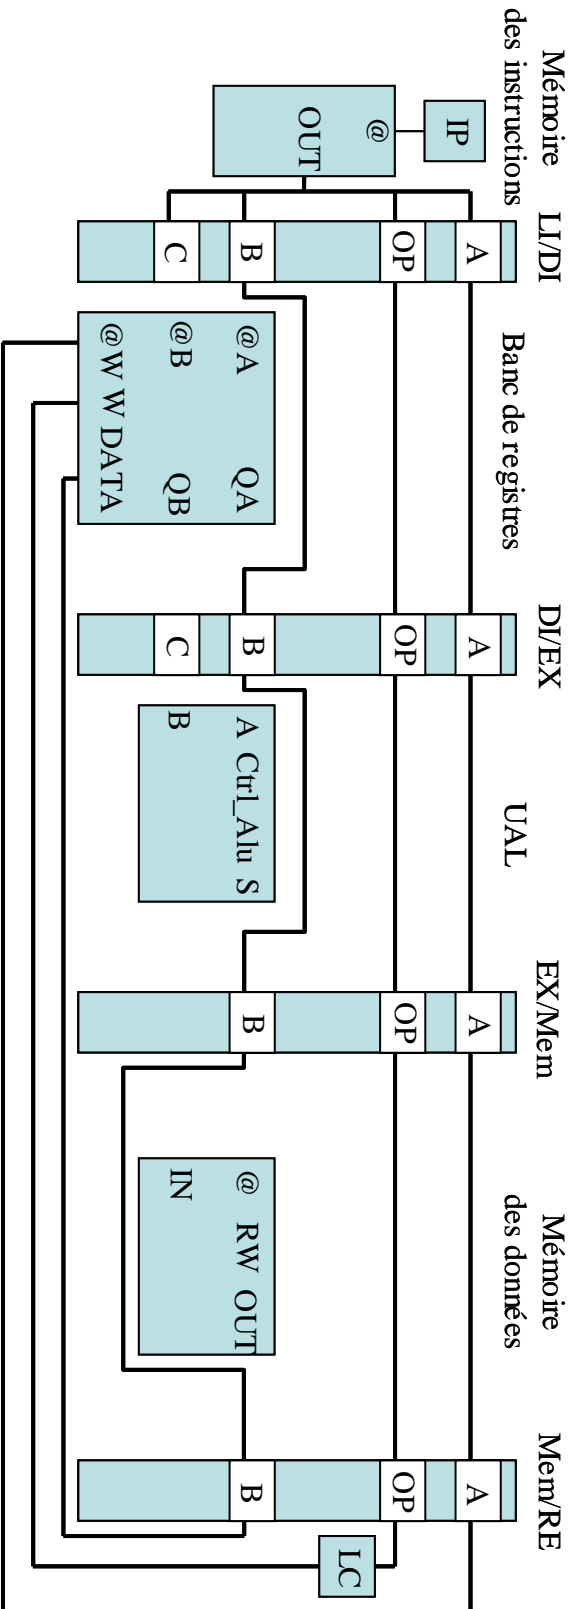 Mémoire
des instructions
LI/DI
Banc de registres
DI/EX
UAL
EX/Mem
Mémoire
des données
Mem/RE
IP
@
OUT
A
OP
B
C
@A
QA
@B
QB
@W W DATA
A
OP
B
C
A Ctrl_Alu S
B
A
OP
B
@ RW OUT
IN
A
OP
B
LC